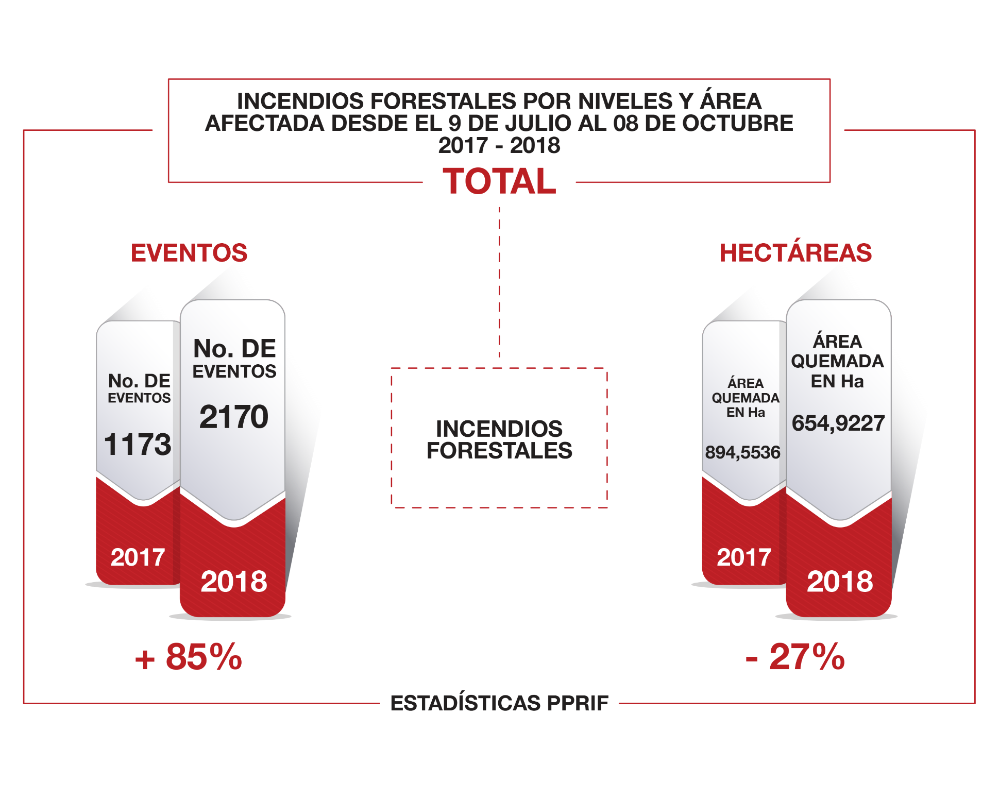 INCENDIOS FORESTALES POR NIVELES Y ÁREA
AFECTADA DESDE EL 9 DE JULIO AL 08 DE OCTUBRE
2017 - 2018
TOTAL
EVENTOS
No. DE
EVENTOS
1173
2017
No. DE
EVENTOS
2170
2018
+ 85%
INCENDIOS
FORESTALES
HECTÁREAS
ÁREA
QUEMADA
EN Ha
894,5536
2017
ÁREA
QUEMADA
EN Ha
654,9227
2018
- 27%
ESTADÍSTICAS PPRIF